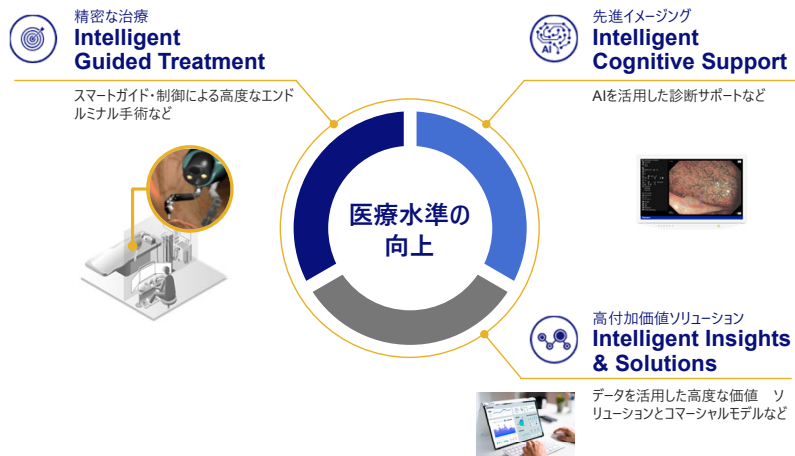 精密な治療
Intelligent
Guided Treatment
スマートガイド・制御による高度なエンド
ルミナル手術など
先進イメージング
AI
Intelligent
Cognitive Support
AIを活用した診断サポートなど
医療水準の
向上
高付加価値ソリューション
Intelligent Insights
& Solutions
データを活用した高度な価値　ソ
リューションとコマーシャルモデルなど